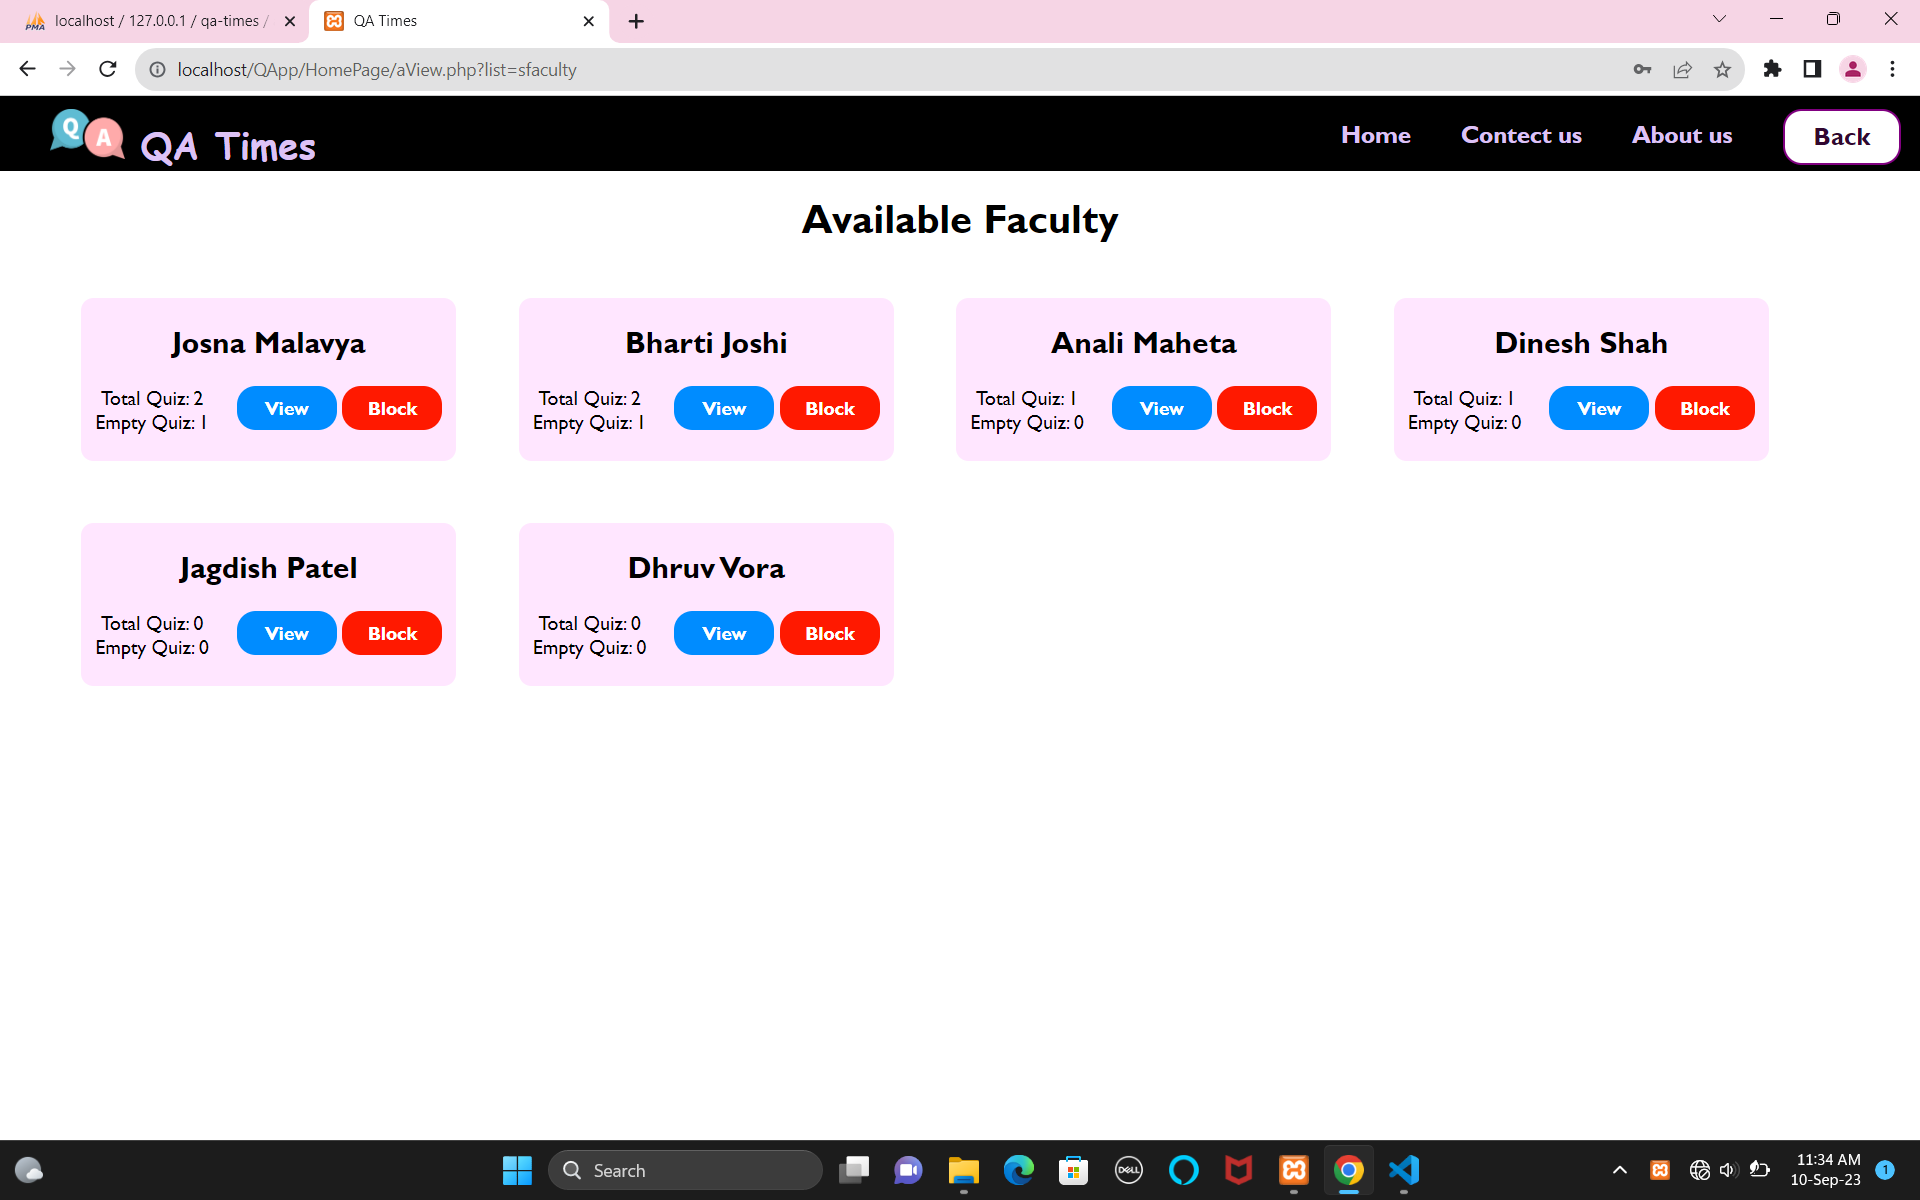 localhost / 127.0.0.1 / qa-times /
QA Times
localhost/QApp/HomePage/aView.php?list=sfaculty
Q A QA Times
Home Contect us About us Back
Available Faculty
Josna Malavya
Total Quiz: 2
Empty Quiz: 1
View Block
Bharti Joshi
Total Quiz: 2
Empty Quiz: 1
View Block
Anali Maheta
Total Quiz: 1
Empty Quiz: 0
View Block
Dinesh Shah
Total Quiz: 1
Empty Quiz: 0
View Block
Jagdish Patel
Total Quiz: 0
Empty Quiz: 0
View Block
Dhruv Vora
Total Quiz: 0
Empty Quiz: 0
View Block
Search
DELL
11:34 AM
10-Sep-23
1
PMA